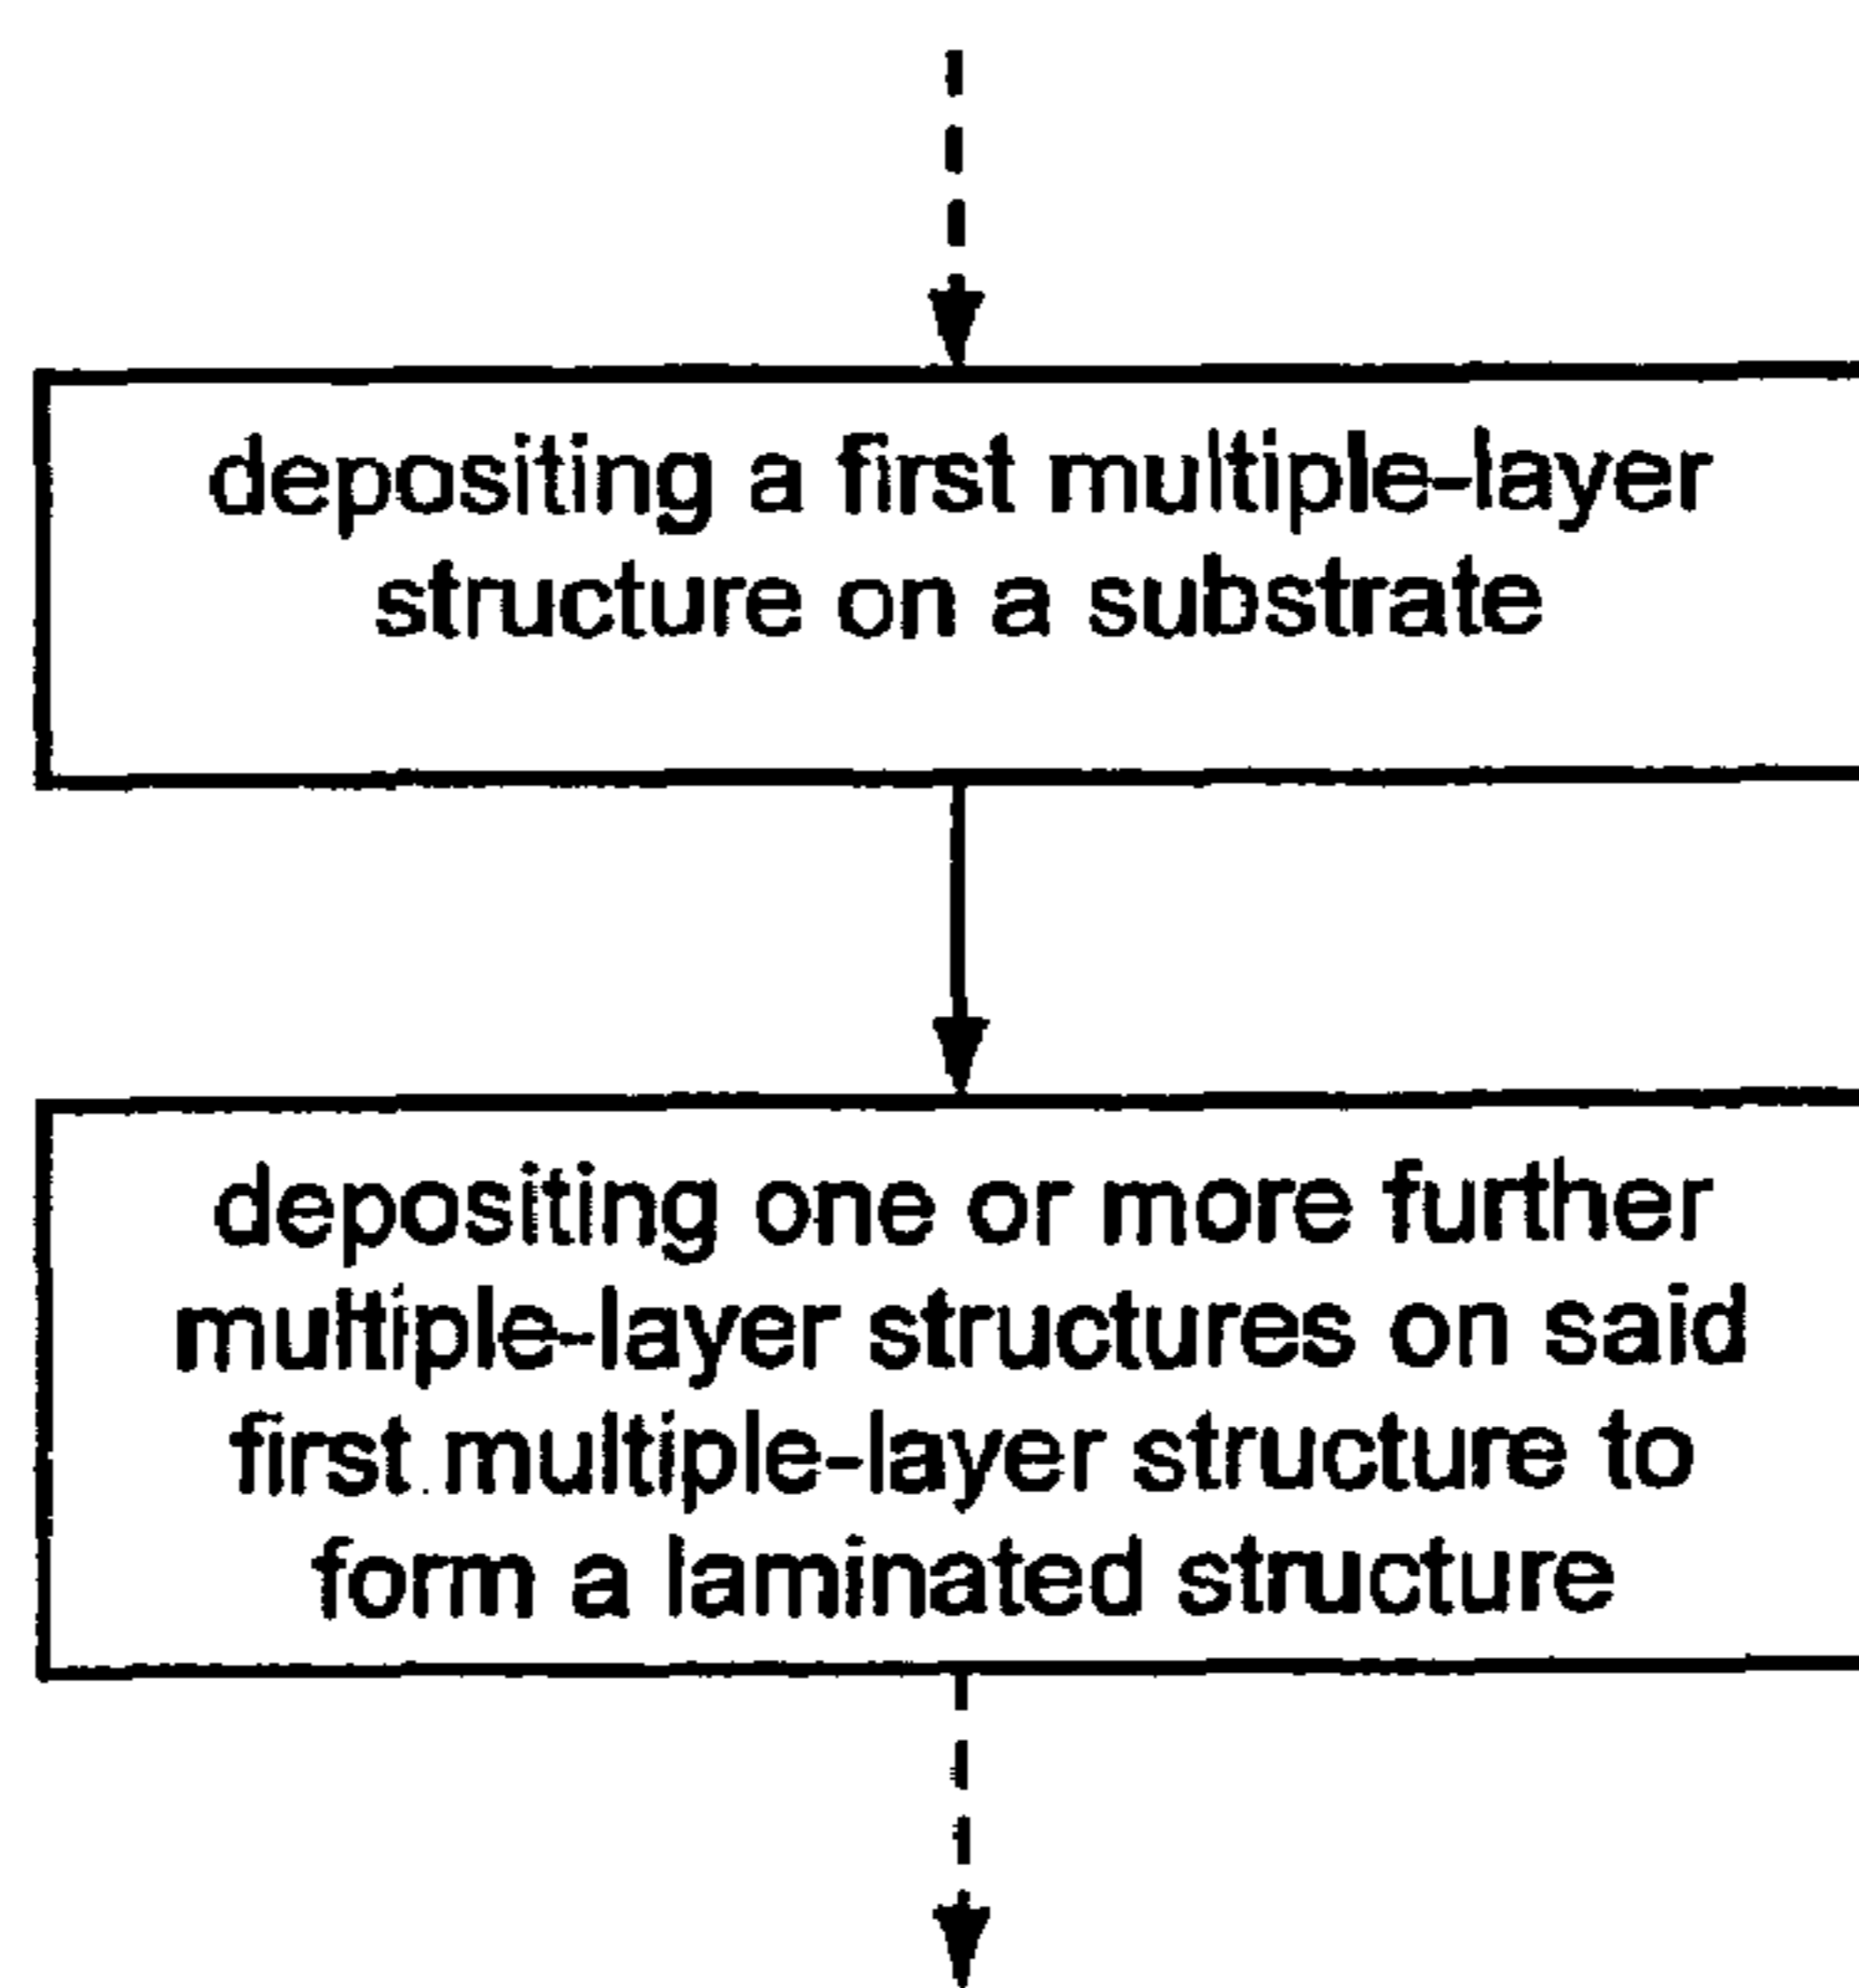 depositing a first multiple-layer
structure on a substrate
depositing one or more further
multiple-layer structures on said
first multiple-layer structure to
form a laminated structure